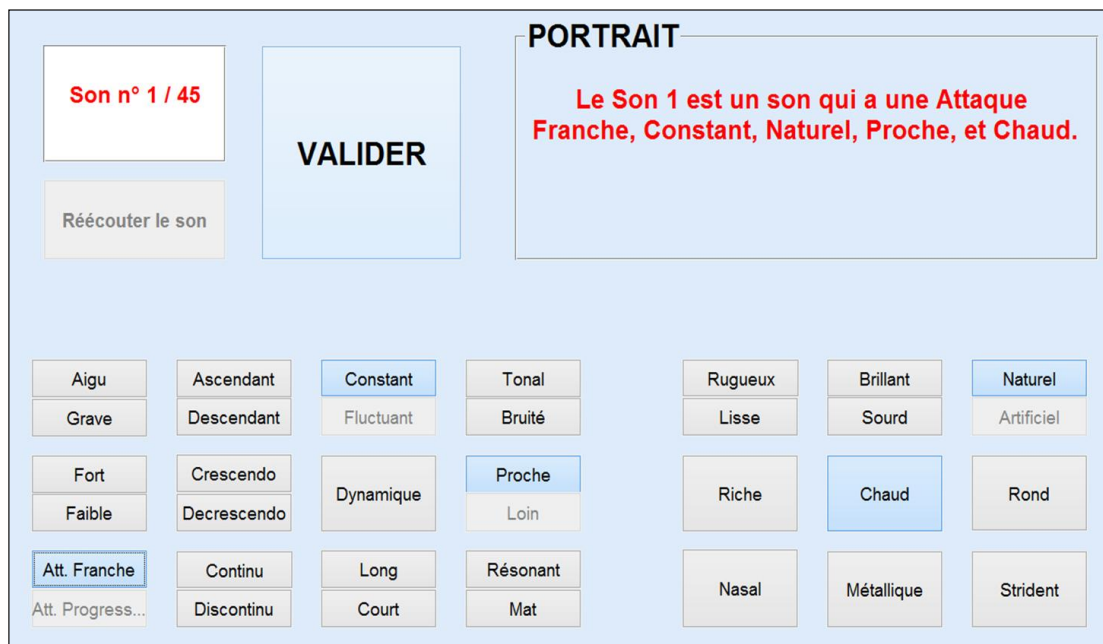 PORTRAIT
Son n° 1 / 45
VALIDER
Réécouter le son
Le Son 1 est un son qui a une Attaque
Franche, Constant, Naturel, Proche, et Chaud.
Aigu Ascendant Constant Tonal Rugueux Brillant Naturel
Grave Descendant Fluctuant Bruité Lisse Sourd Artificiel
Fort Crescendo Dynamique Proche Riche Chaud Rond
Faible Decrescendo Loin
Att. Franche Continu Long Résonant Nasal Métallique Strident
Att. Progress... Discontinu Court Mat